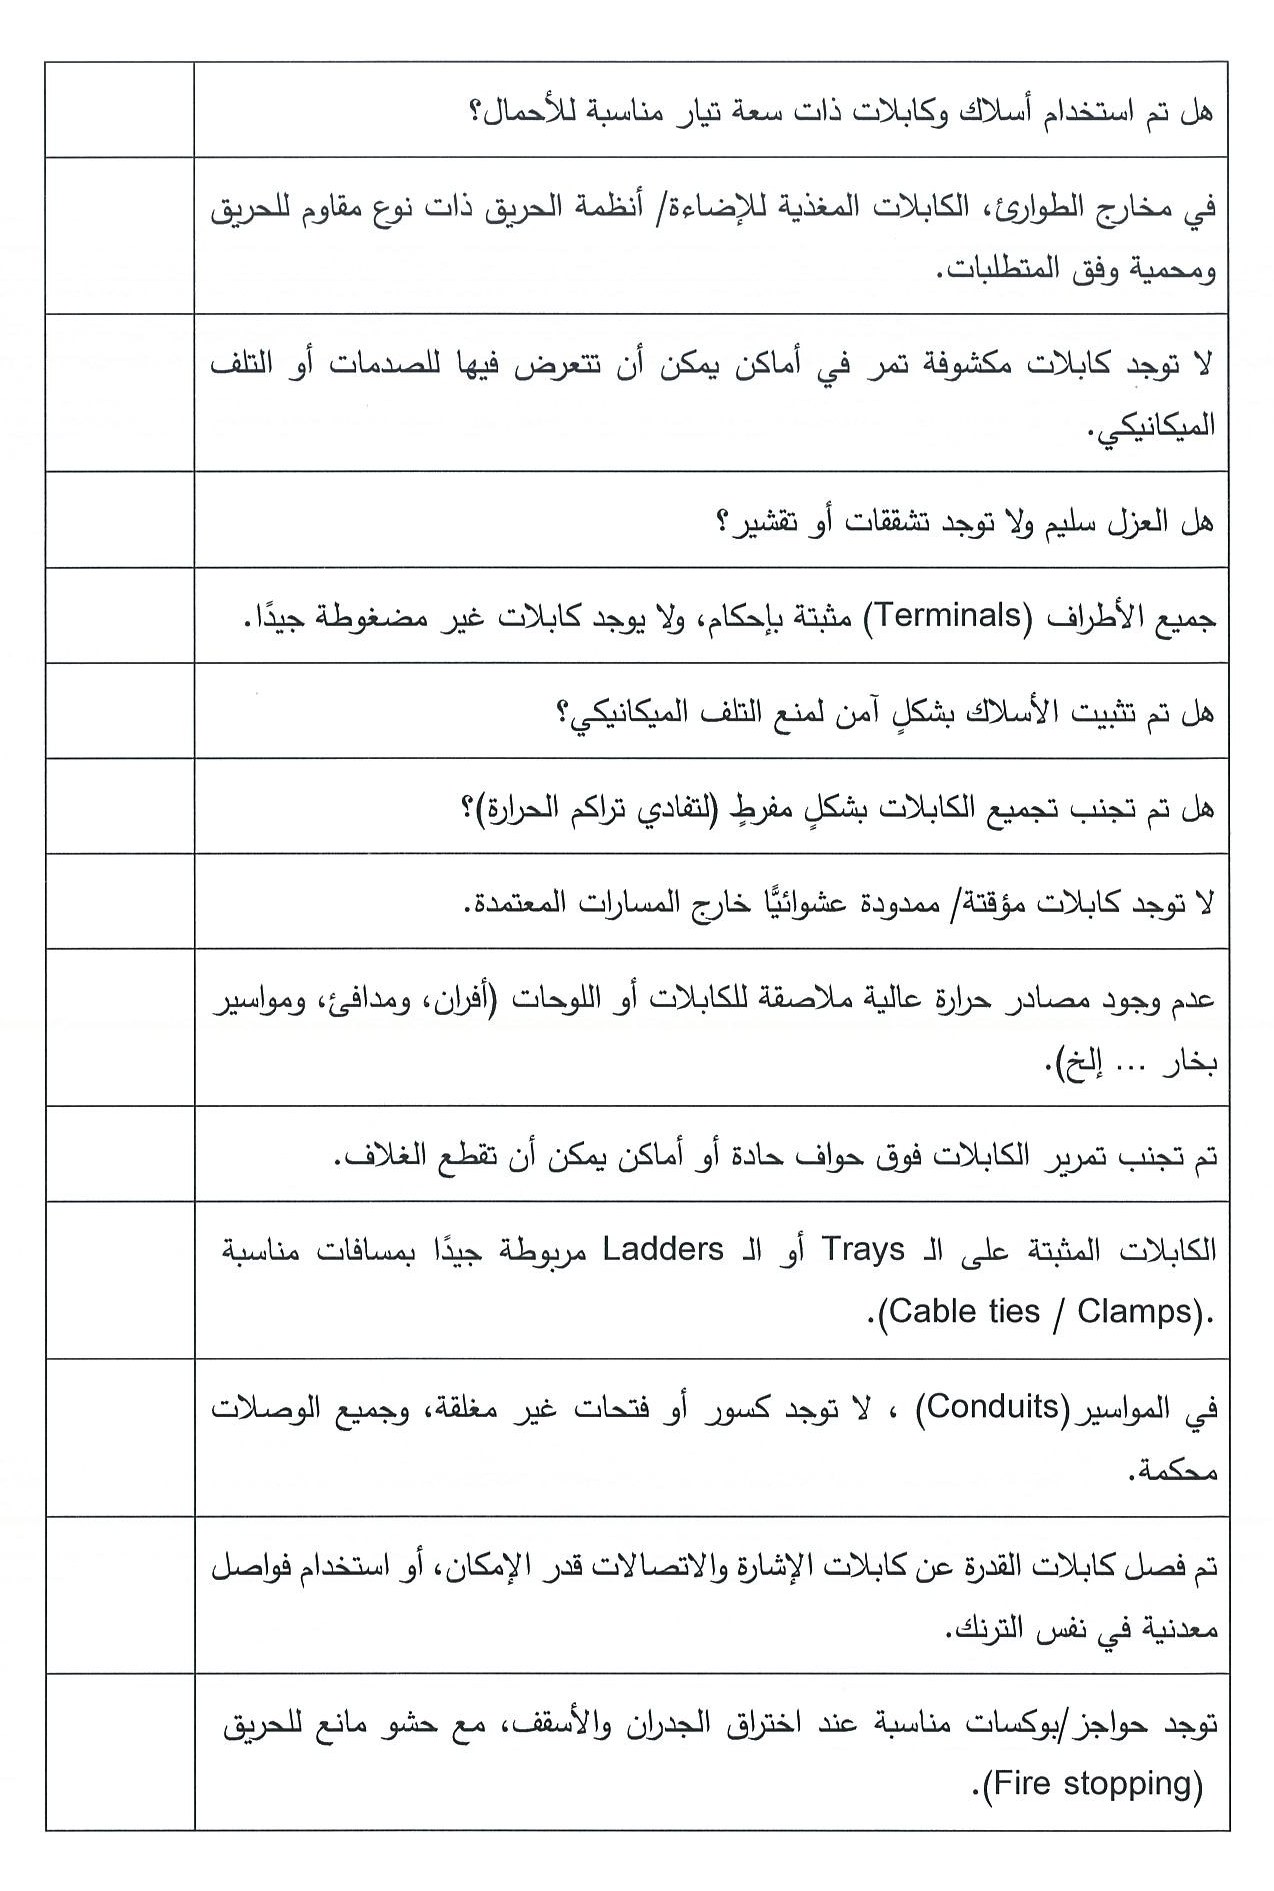 هل تم استخدام أسلاك وكابلات ذات سعة تيار مناسبة للأحمال؟
في مخارج الطوارئ، الكابلات المغذية للإضاءة/ أنظمة الحريق ذات نوع مقاوم للحريق
ومحمية وفق المتطلبات.
لا توجد كابلات مكشوفة تمر في أماكن يمكن أن تتعرض فيها للصدمات أو التلف
الميكانيكي.
هل العزل سليم ولا توجد تشققات أو تقشير؟
جميع الأطراف (Terminals) مثبتة بإحكام، ولا يوجد كابلات غير مضغوطة جيدًا.
هل تم تثبيت الأسلاك بشكلٍ آمن لمنع التلف الميكانيكي؟
هل تم تجنب تجميع الكابلات بشكلٍ مفرطٍ (لتفادي تراكم الحرارة)؟
لا توجد كابلات مؤقتة/ ممدودة عشوائيًّا خارج المسارات المعتمدة.
عدم وجود مصادر حرارة عالية ملاصقة للكابلات أو اللوحات (أفران، ومدافئ، ومواسير
بخار ... إلخ).
تم تجنب تمرير الكابلات فوق حواف حادة أو أماكن يمكن أن تقطع الغلاف.
الكابلات المثبتة على الـ Trays أو الـ Ladders مربوطة جيدًا بمسافات مناسبة
.(Cable ties / Clamps).
في المواسير (Conduits) ، لا توجد كسور أو فتحات غير مغلقة، وجميع الوصلات
محكمة.
تم فصل كابلات القدرة عن كابلات الإشارة والاتصالات قدر الإمكان، أو استخدام فواصل
معدنية في نفس الترنك.
توجد حواجز/بوكسات مناسبة عند اختراق الجدران والأسقف، مع حشو مانع للحريق
(Fire stopping).